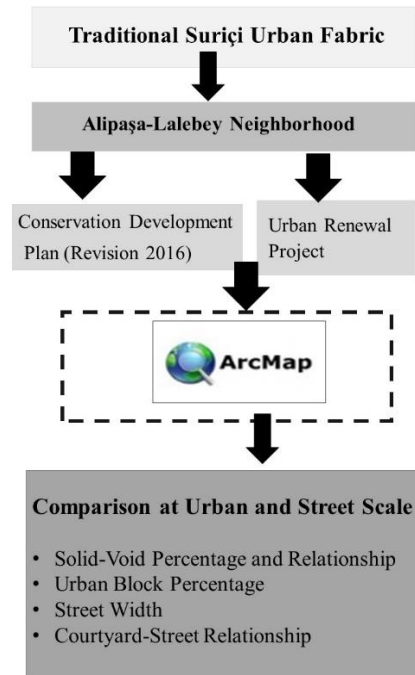 Traditional Suriçi Urban Fabric
Alipaşa-Lalebey Neighborhood
Conservation Development
Plan (Revision 2016)
Urban Renewal
Project
ArcMap
Comparison at Urban and Street Scale
• Solid-Void Percentage and Relationship
• Urban Block Percentage
• Street Width
• Courtyard-Street Relationship